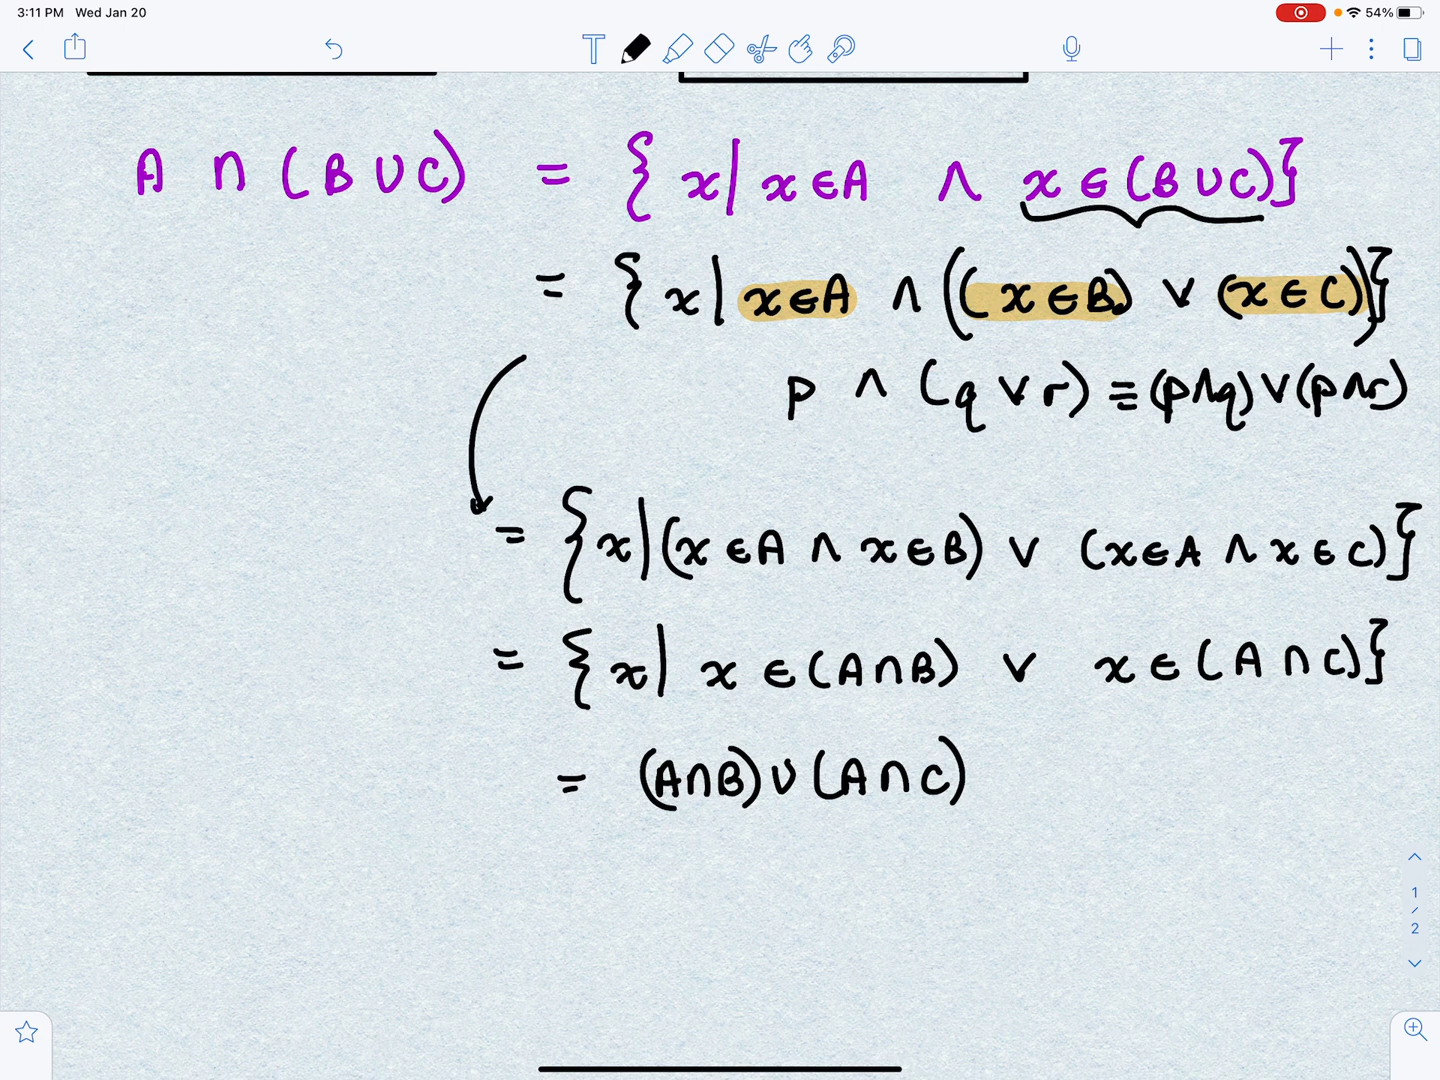 3:11 PM Wed Jan 20 54%
A ∩ (B ∪ C) = { x | x ∈ A ∧ x ∈ (B ∪ C)}
= { x | x ∈ A ∧ ((x ∈ B) ∨ (x ∈ C))}
p ∧ (q ∨ r) ≡ (p ∧ q) ∨ (p ∧ r)
= { x | (x ∈ A ∧ x ∈ B) ∨ (x ∈ A ∧ x ∈ C)}
= { x | x ∈ (A ∩ B) ∨ x ∈ (A ∩ C)}
= (A ∩ B) ∪ (A ∩ C)
1
/
2